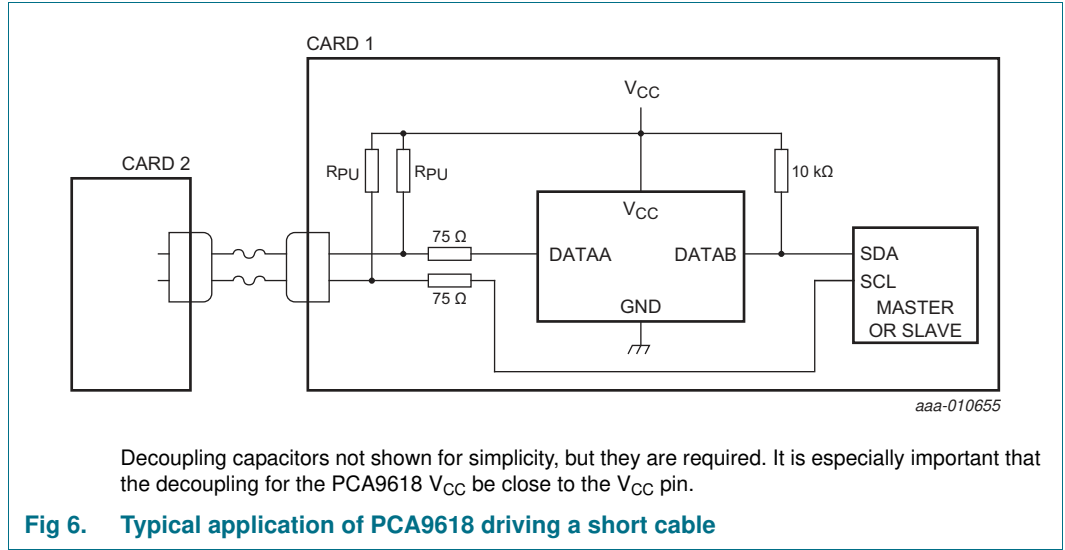 CARD 1
VCC
CARD 2
RPU
RPU
10 kΩ
VCC
75 Ω
DATAA
DATAB
SDA
SCL
75 Ω
GND
MASTER
OR SLAVE
aaa-010655
Decoupling capacitors not shown for simplicity, but they are required. It is especially important that
the decoupling for the PCA9618 VCC be close to the VCC pin.
Fig 6. Typical application of PCA9618 driving a short cable